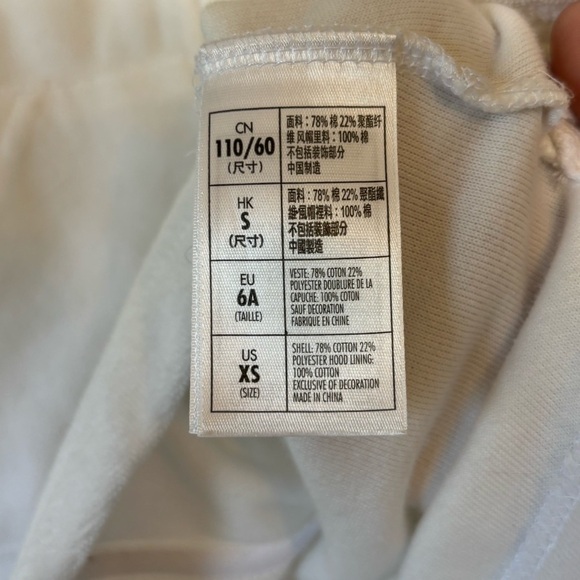 CN
110/60
(尺寸)
面料：78% 棉 22% 聚酯纤
维 风帽里料：100% 棉
不包括装饰部分
中国制造
HK
S
(尺寸)
面料：78% 棉 22% 聚酯纖
維 風帽裡料：100% 棉
不包括裝飾部分
中國製造
EU
6A
(TAILLE)
VESTE: 78% COTON 22%
POLYESTER DOUBLURE DE LA
CAPUCHE: 100% COTON
SAUF DECORATION
FABRIQUE EN CHINE
US
XS
(SIZE)
SHELL: 78% COTTON 22%
POLYESTER HOOD LINING:
100% COTTON
EXCLUSIVE OF DECORATION
MADE IN CHINA